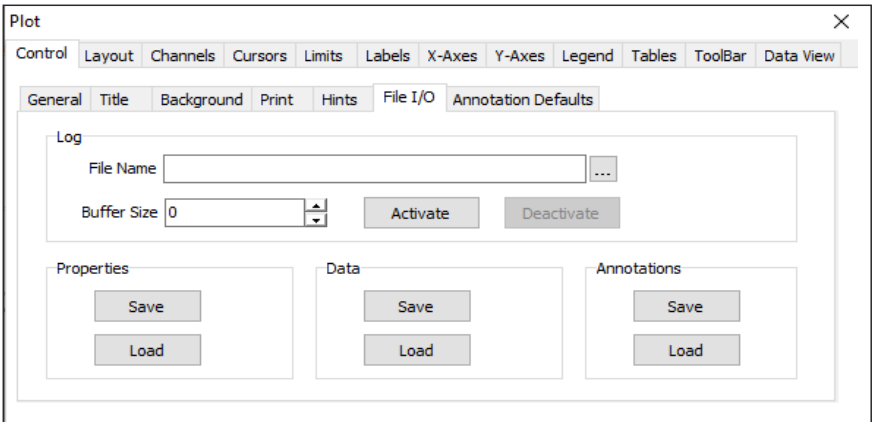 Plot
Control Layout Channels Cursors Limits Labels X-Axes Y-Axes Legend Tables ToolBar Data View
General Title Background Print Hints File I/O Annotation Defaults
Log
File Name ...
Buffer Size 0 Activate Deactivate
Properties Data Annotations
Save Save Save
Load Load Load